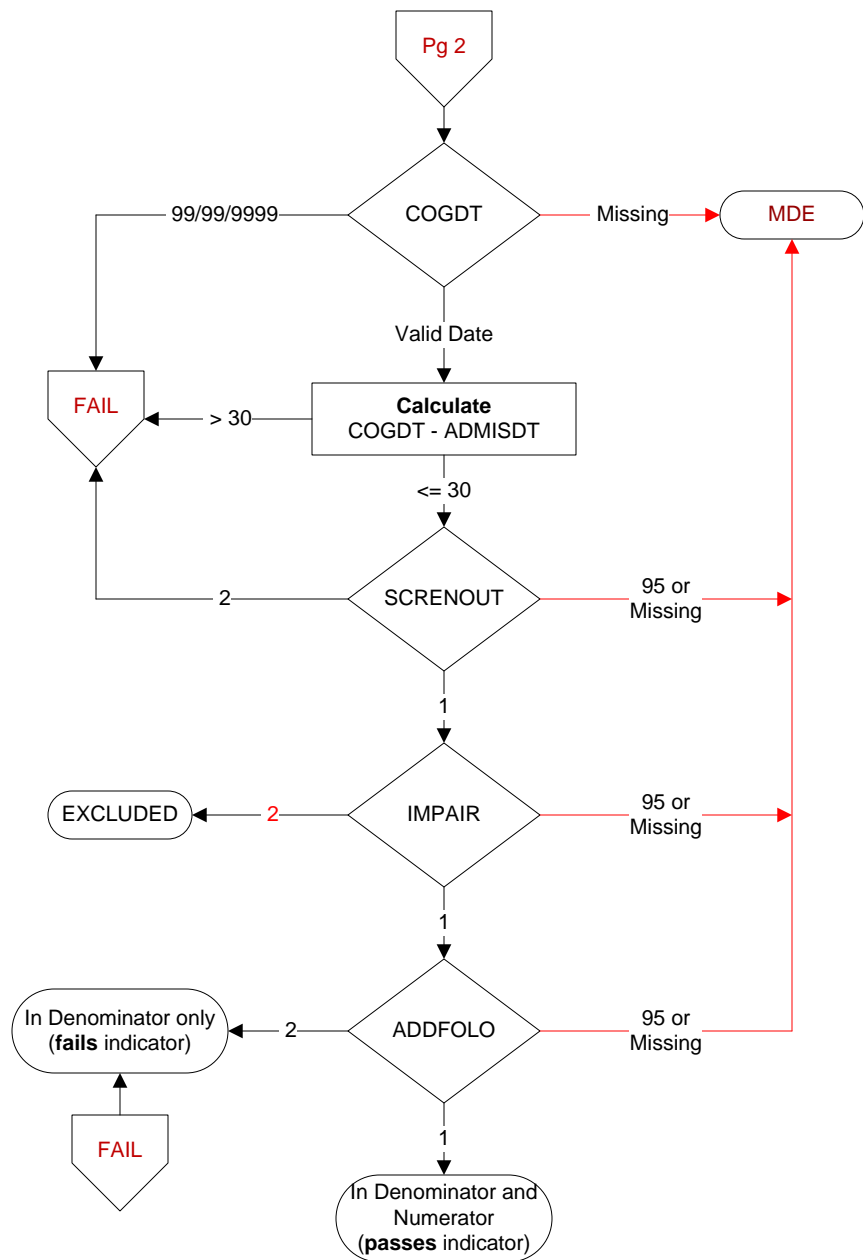 Pg 2
COGDT
99/99/9999
Missing
MDE
Valid Date
FAIL
> 30
Calculate
COGDT - ADMISDT
<= 30
SCRENOUT
2
95 or
Missing
1
EXCLUDED
2
IMPAIR
95 or
Missing
1
In Denominator only
(fails indicator)
2
ADDFOLO
95 or
Missing
FAIL
1
In Denominator and
Numerator
(passes indicator)